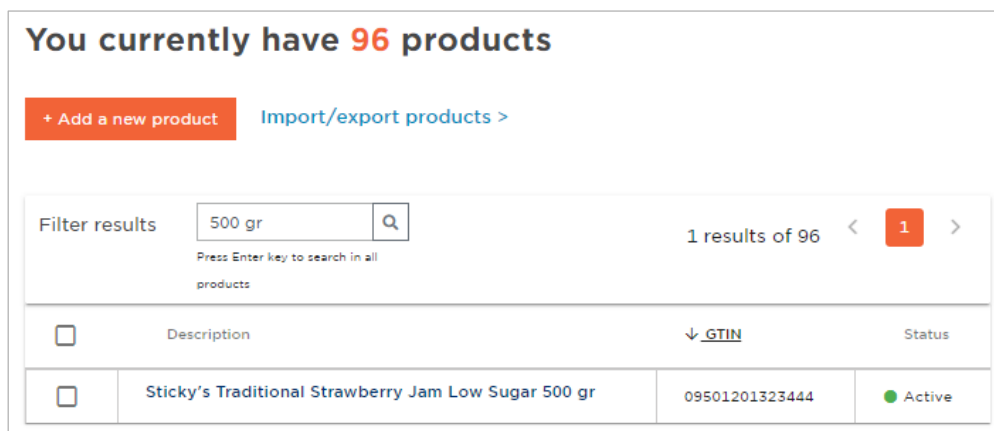 You currently have 96 products
+ Add a new product
Import/export products >
Filter results
500 gr
Press Enter key to search in all
products
1 results of 96
< 1 >
Description
↓ GTIN
Status
Sticky's Traditional Strawberry Jam Low Sugar 500 gr
09501201323444
Active